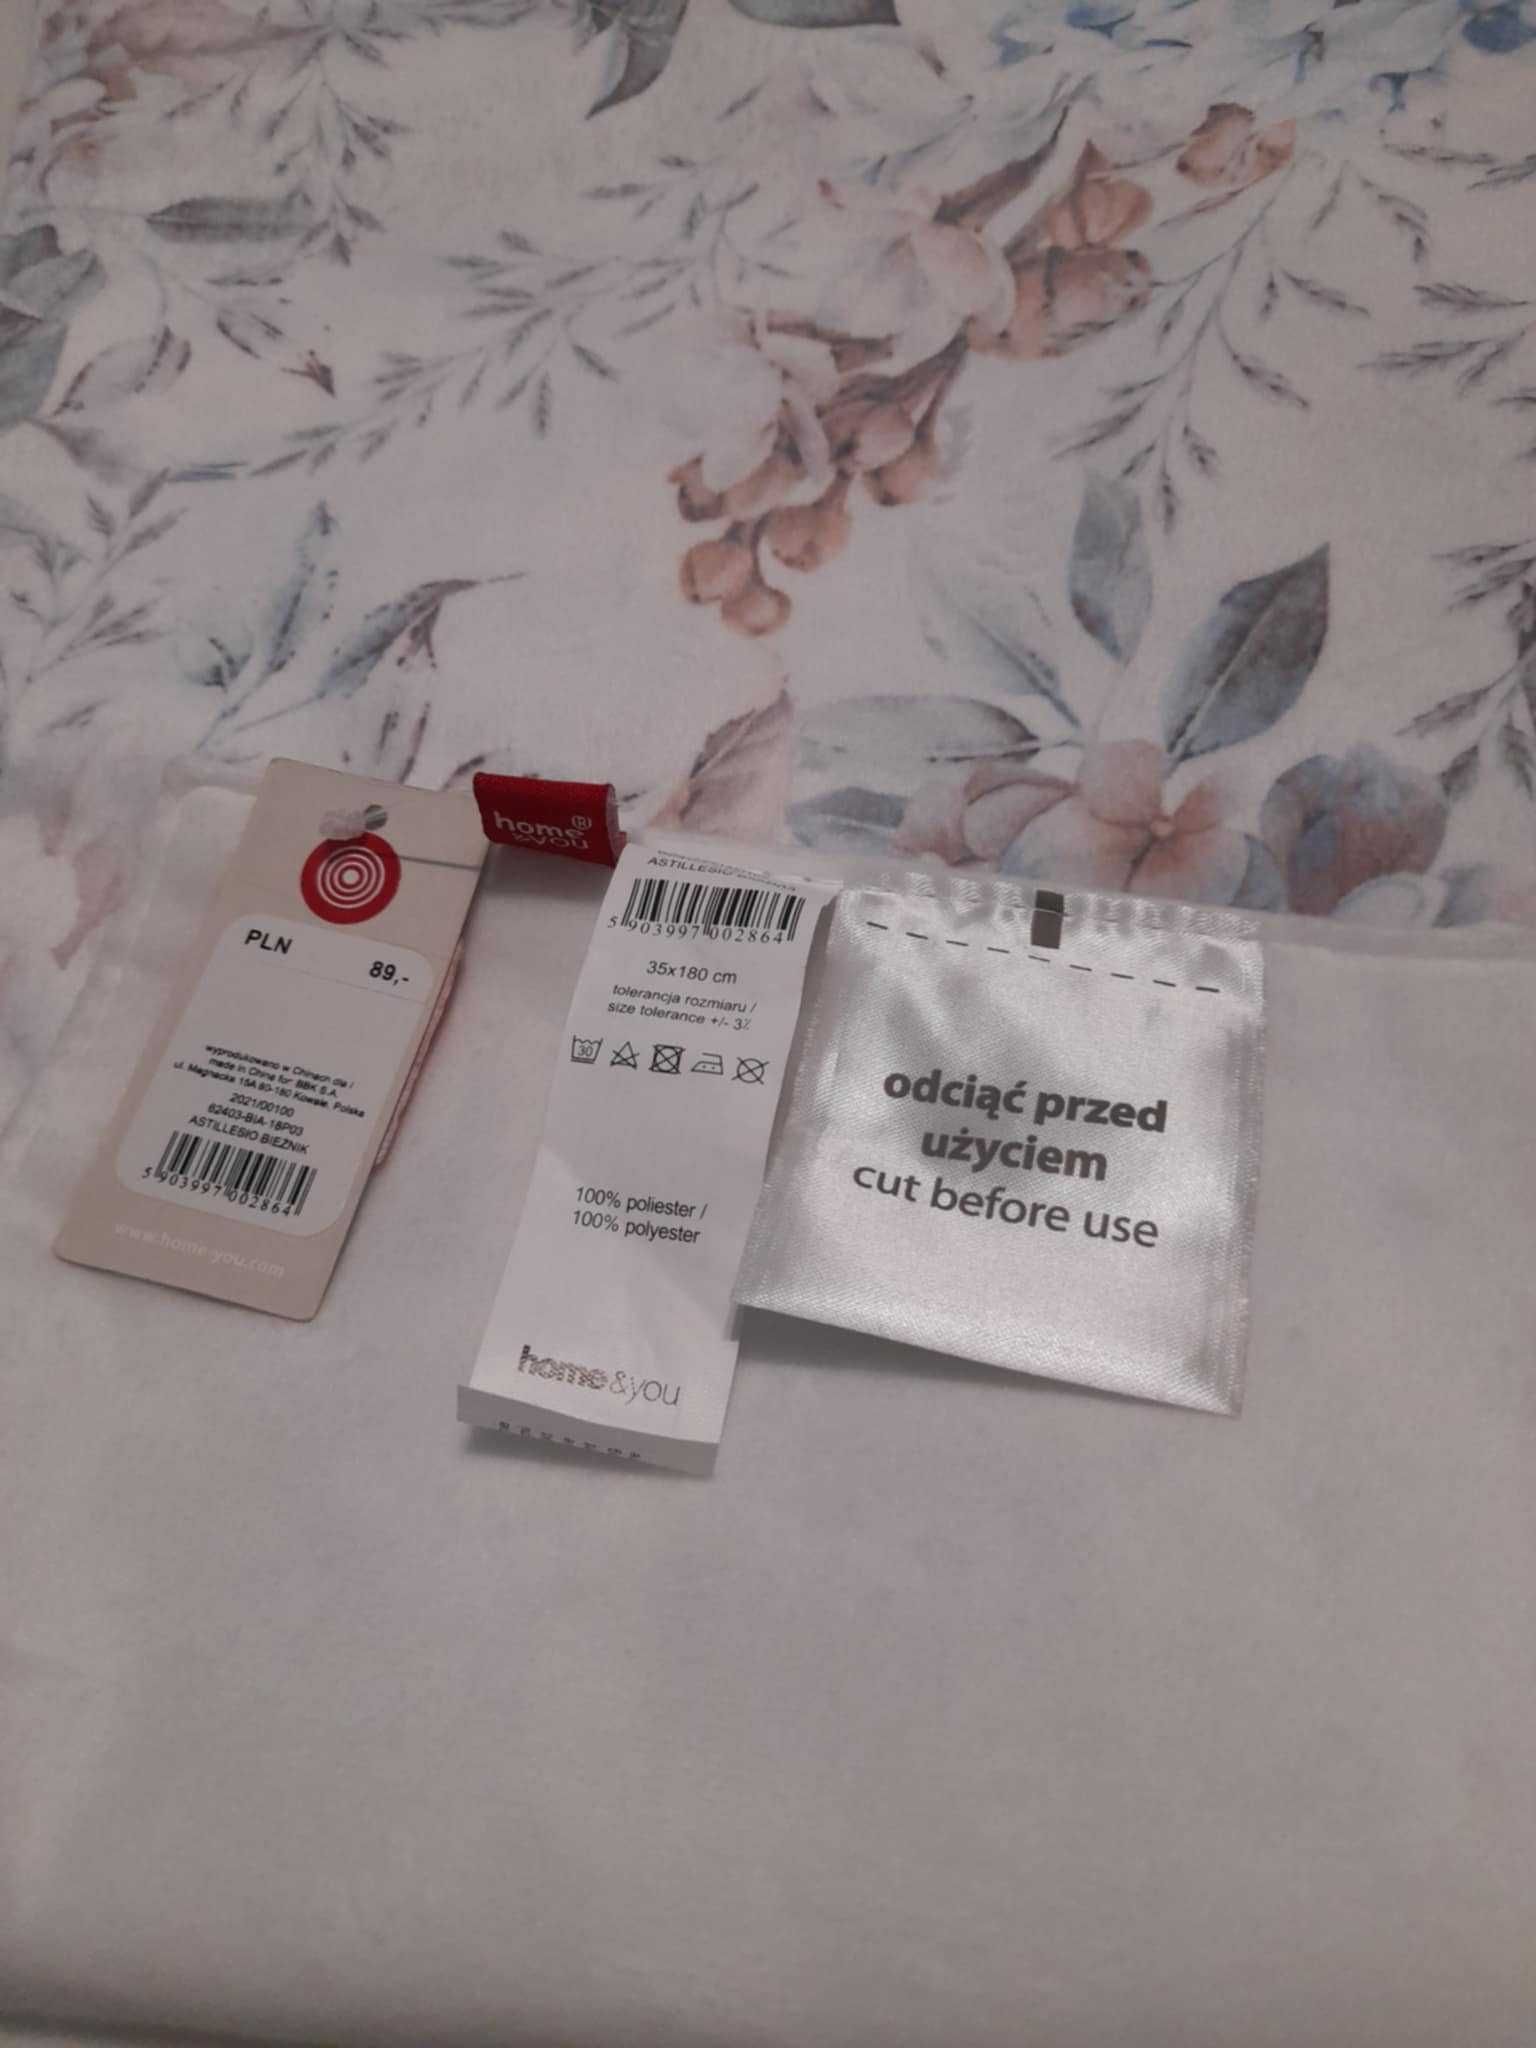 PLN
89,-
wyprodukowano w Chinach dla /
made in China for: BBK S.A.
ul. Magnacka 15A 80-180 Kowale, Polska
2021/00100
62403-BIA-18P03
ASTILLESIO BIEŻNIK
5 903997 002864
www.home-you.com
home®
&you
ASTILLESIO
5 903997 002864
35x180 cm
tolerancja rozmiaru /
size tolerance +/- 3%
30
100% poliester /
100% polyester
home&you
odciąć przed
użyciem
cut before use